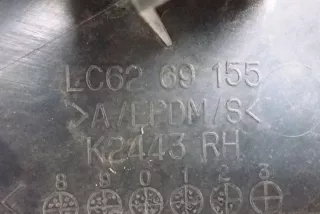 LC62 69 155
>A/EPDM/S<
K2443 RH
8 9 0 1 2 3